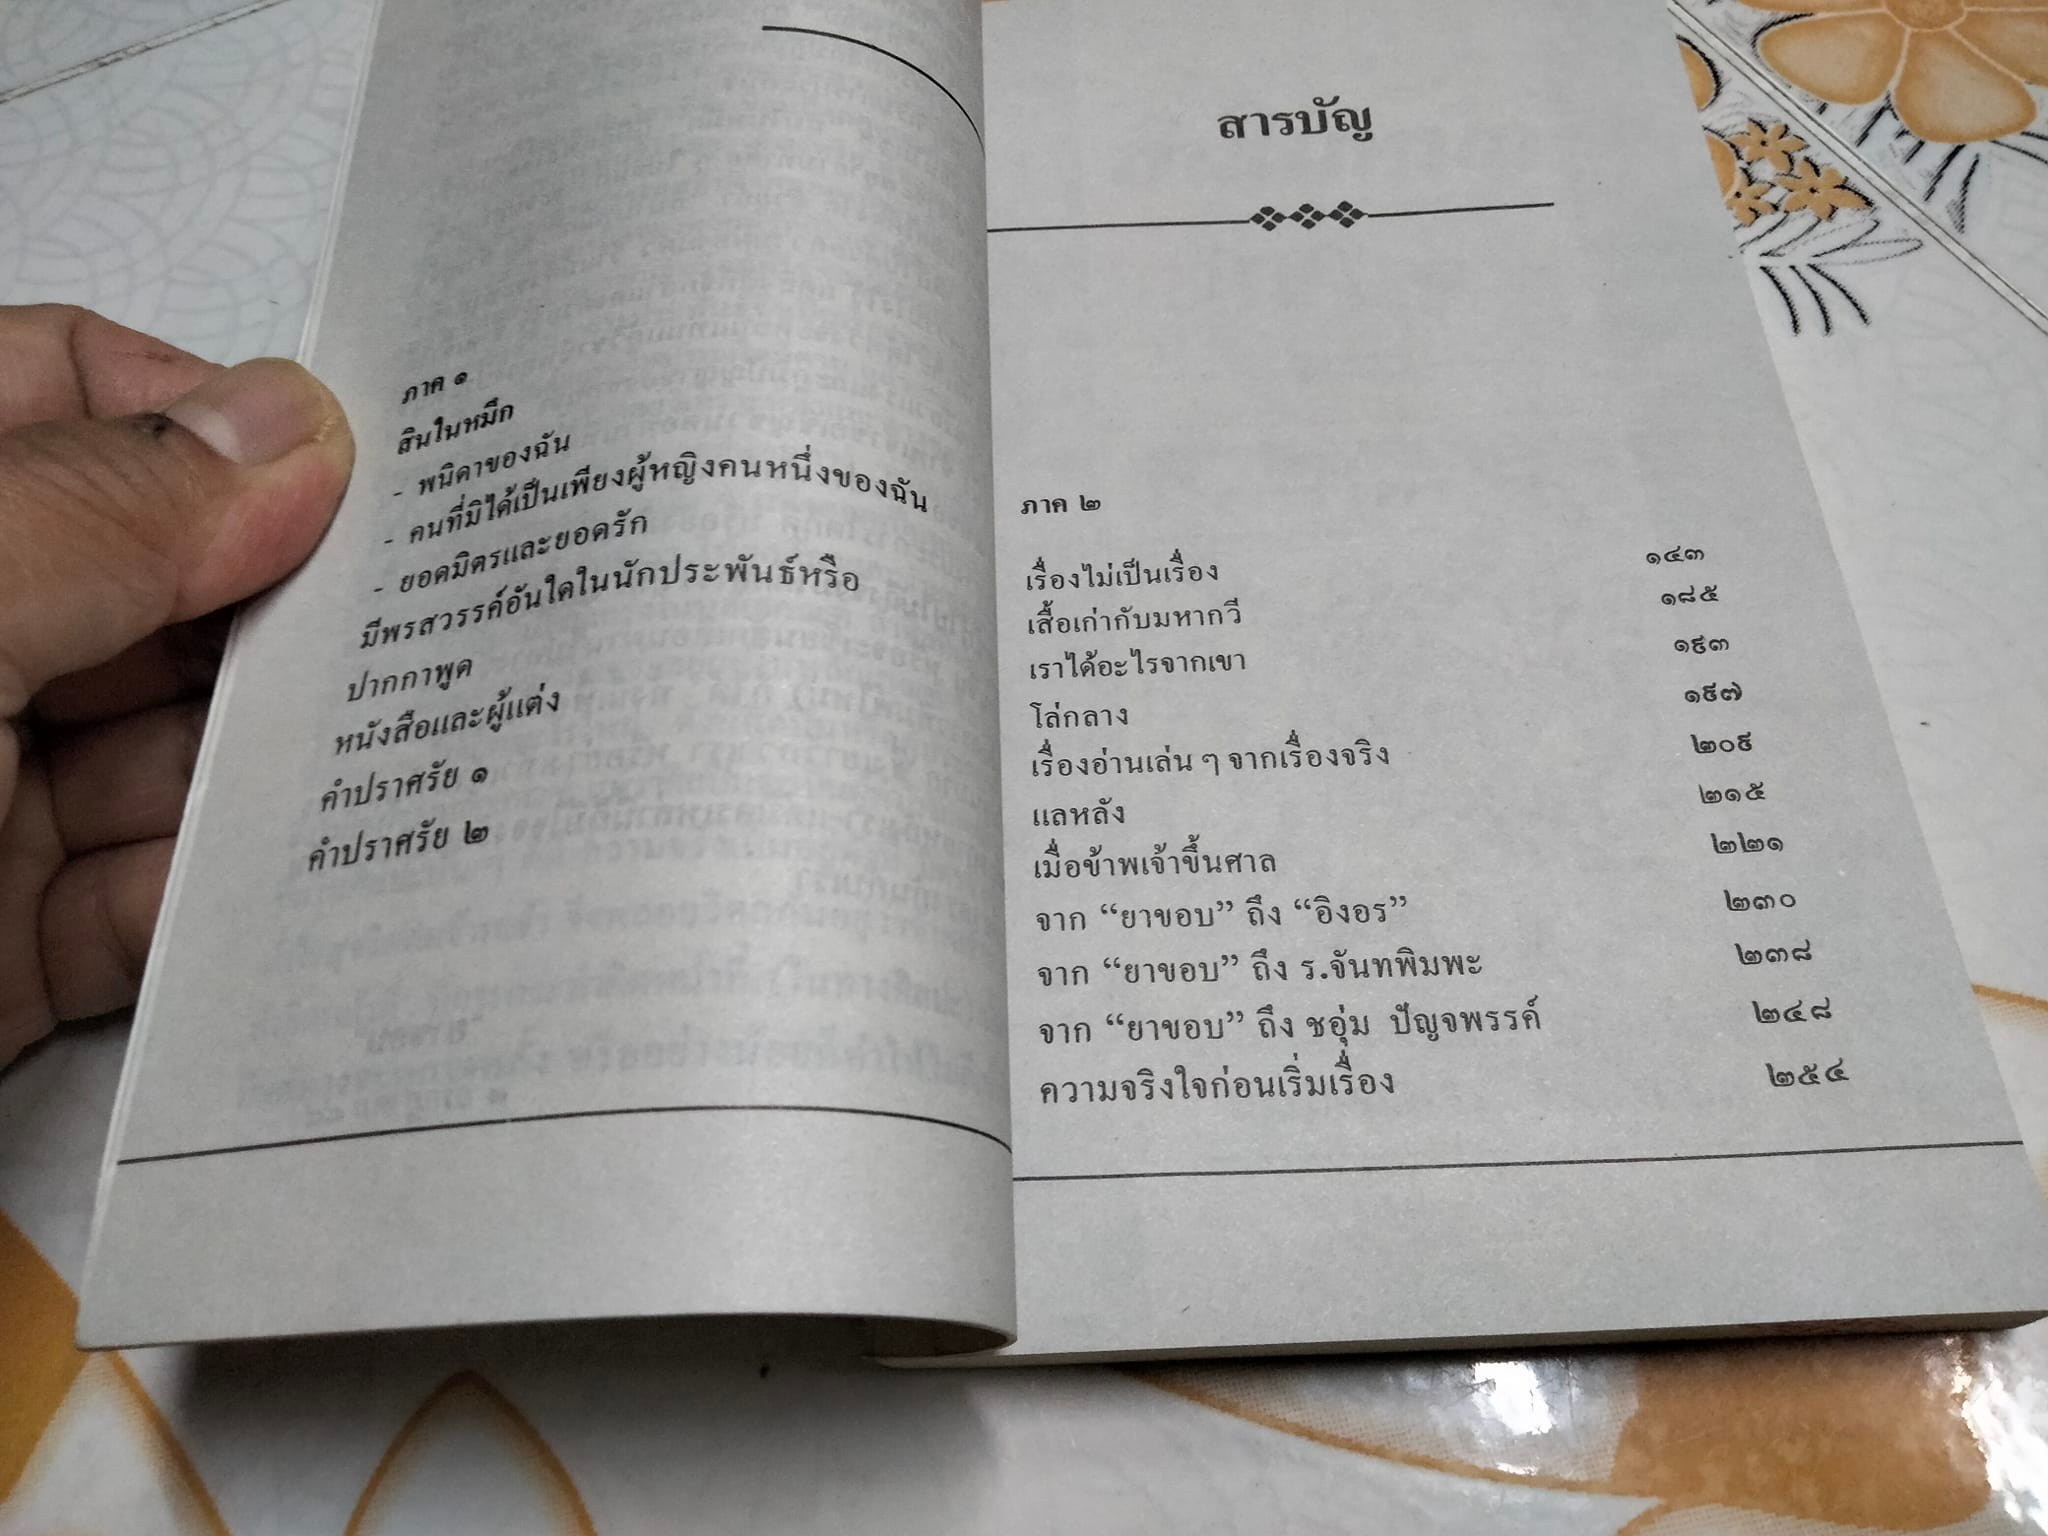 ภาค ๑
สินในหมึก
- พนิดาของฉัน
- คนที่มิได้เป็นเพียงผู้หญิงคนหนึ่งของฉัน
- ยอดมิตรและยอดรัก
มีพรสวรรค์อันใดในนักประพันธ์หรือ
ปากกาพูด
หนังสือและผู้แต่ง
คำปราศรัย ๑
คำปราศรัย ๒
สารบัญ
ภาค ๒
เรื่องไม่เป็นเรื่อง ๑๔๓
เสื้อเก่ากับมหากวี ๑๘๕
เราได้อะไรจากเขา ๑๙๓
โล่กลาง ๑๙๗
เรื่องอ่านเล่น ๆ จากเรื่องจริง ๒๐๙
แลหลัง ๒๑๕
เมื่อข้าพเจ้าขึ้นศาล ๒๒๑
จาก “ยาขอบ” ถึง “อิงอร” ๒๓๐
จาก “ยาขอบ” ถึง ร.จันทพิมพะ ๒๓๘
จาก “ยาขอบ” ถึง ชอุ่ม ปัญจพรรค์ ๒๔๘
ความจริงใจก่อนเริ่มเรื่อง ๒๕๔